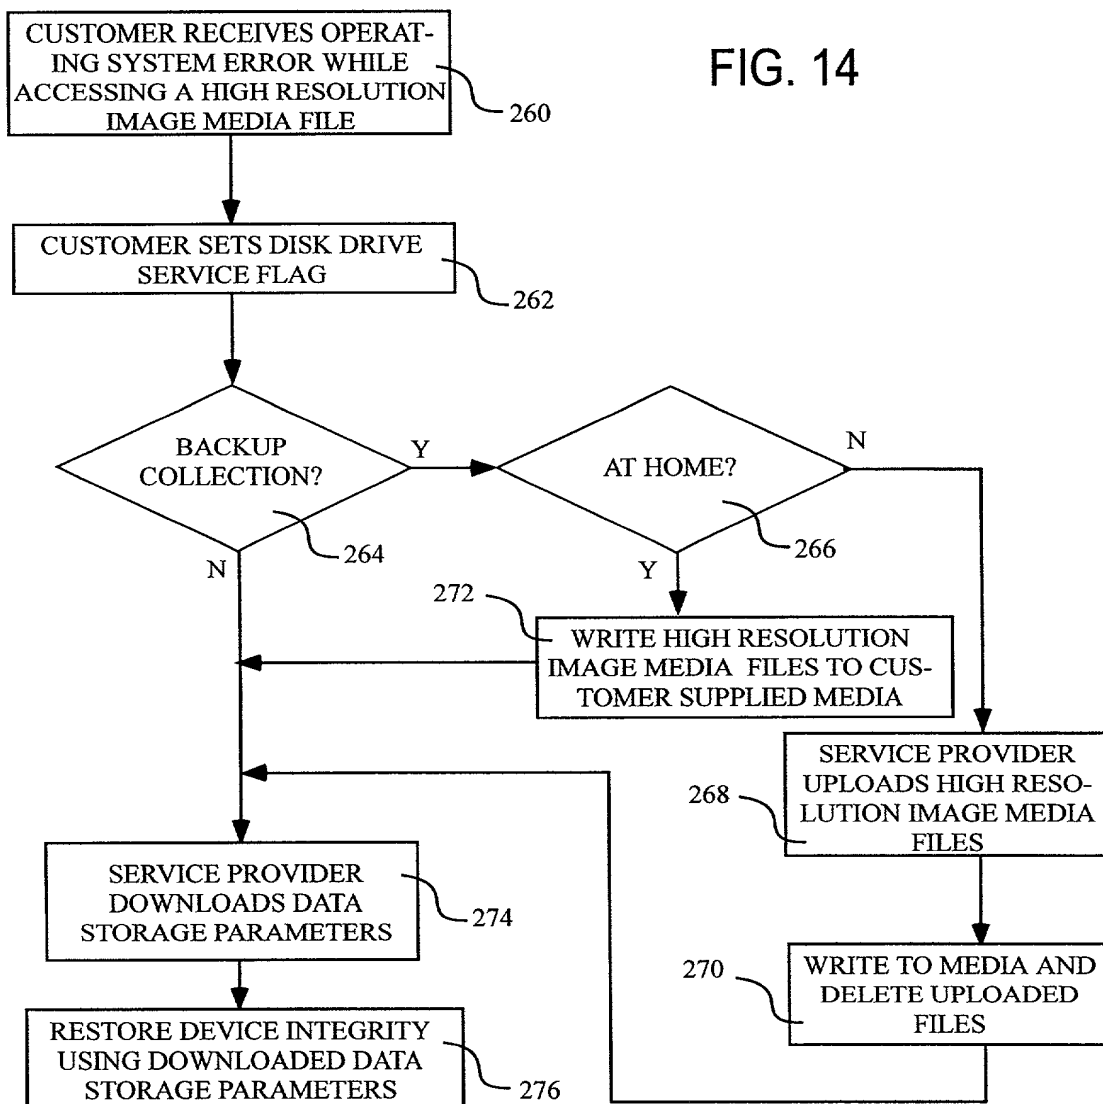 FIG. 14
CUSTOMER RECEIVES OPERAT-
ING SYSTEM ERROR WHILE
ACCESSING A HIGH RESOLUTION
IMAGE MEDIA FILE
260
CUSTOMER SETS DISK DRIVE
SERVICE FLAG
262
BACKUP
COLLECTION?
264
Y
N
AT HOME?
266
N
Y
272
WRITE HIGH RESOLUTION
IMAGE MEDIA FILES TO CUS-
TOMER SUPPLIED MEDIA
268
SERVICE PROVIDER
UPLOADS HIGH RESO-
LUTION IMAGE MEDIA
FILES
270
WRITE TO MEDIA AND
DELETE UPLOADED
FILES
SERVICE PROVIDER
DOWNLOADS DATA
STORAGE PARAMETERS
274
RESTORE DEVICE INTEGRITY
USING DOWNLOADED DATA
STORAGE PARAMETERS
276